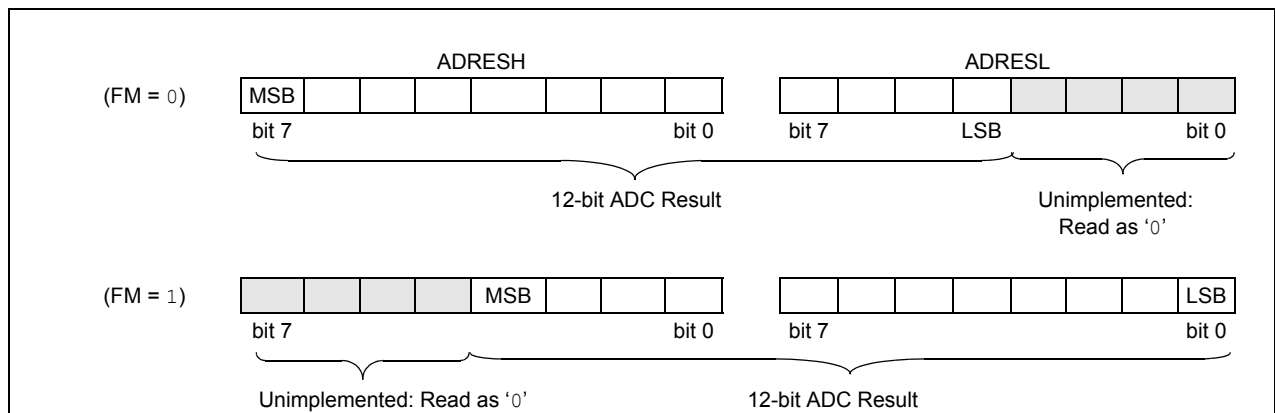 ADRESH ADRESL
(FM = 0) MSB
bit 7 bit 0 bit 7 LSB bit 0
12-bit ADC Result Unimplemented:
Read as ‘0’
(FM = 1) MSB LSB
bit 7 bit 0 bit 7 bit 0
Unimplemented: Read as ‘0’ 12-bit ADC Result